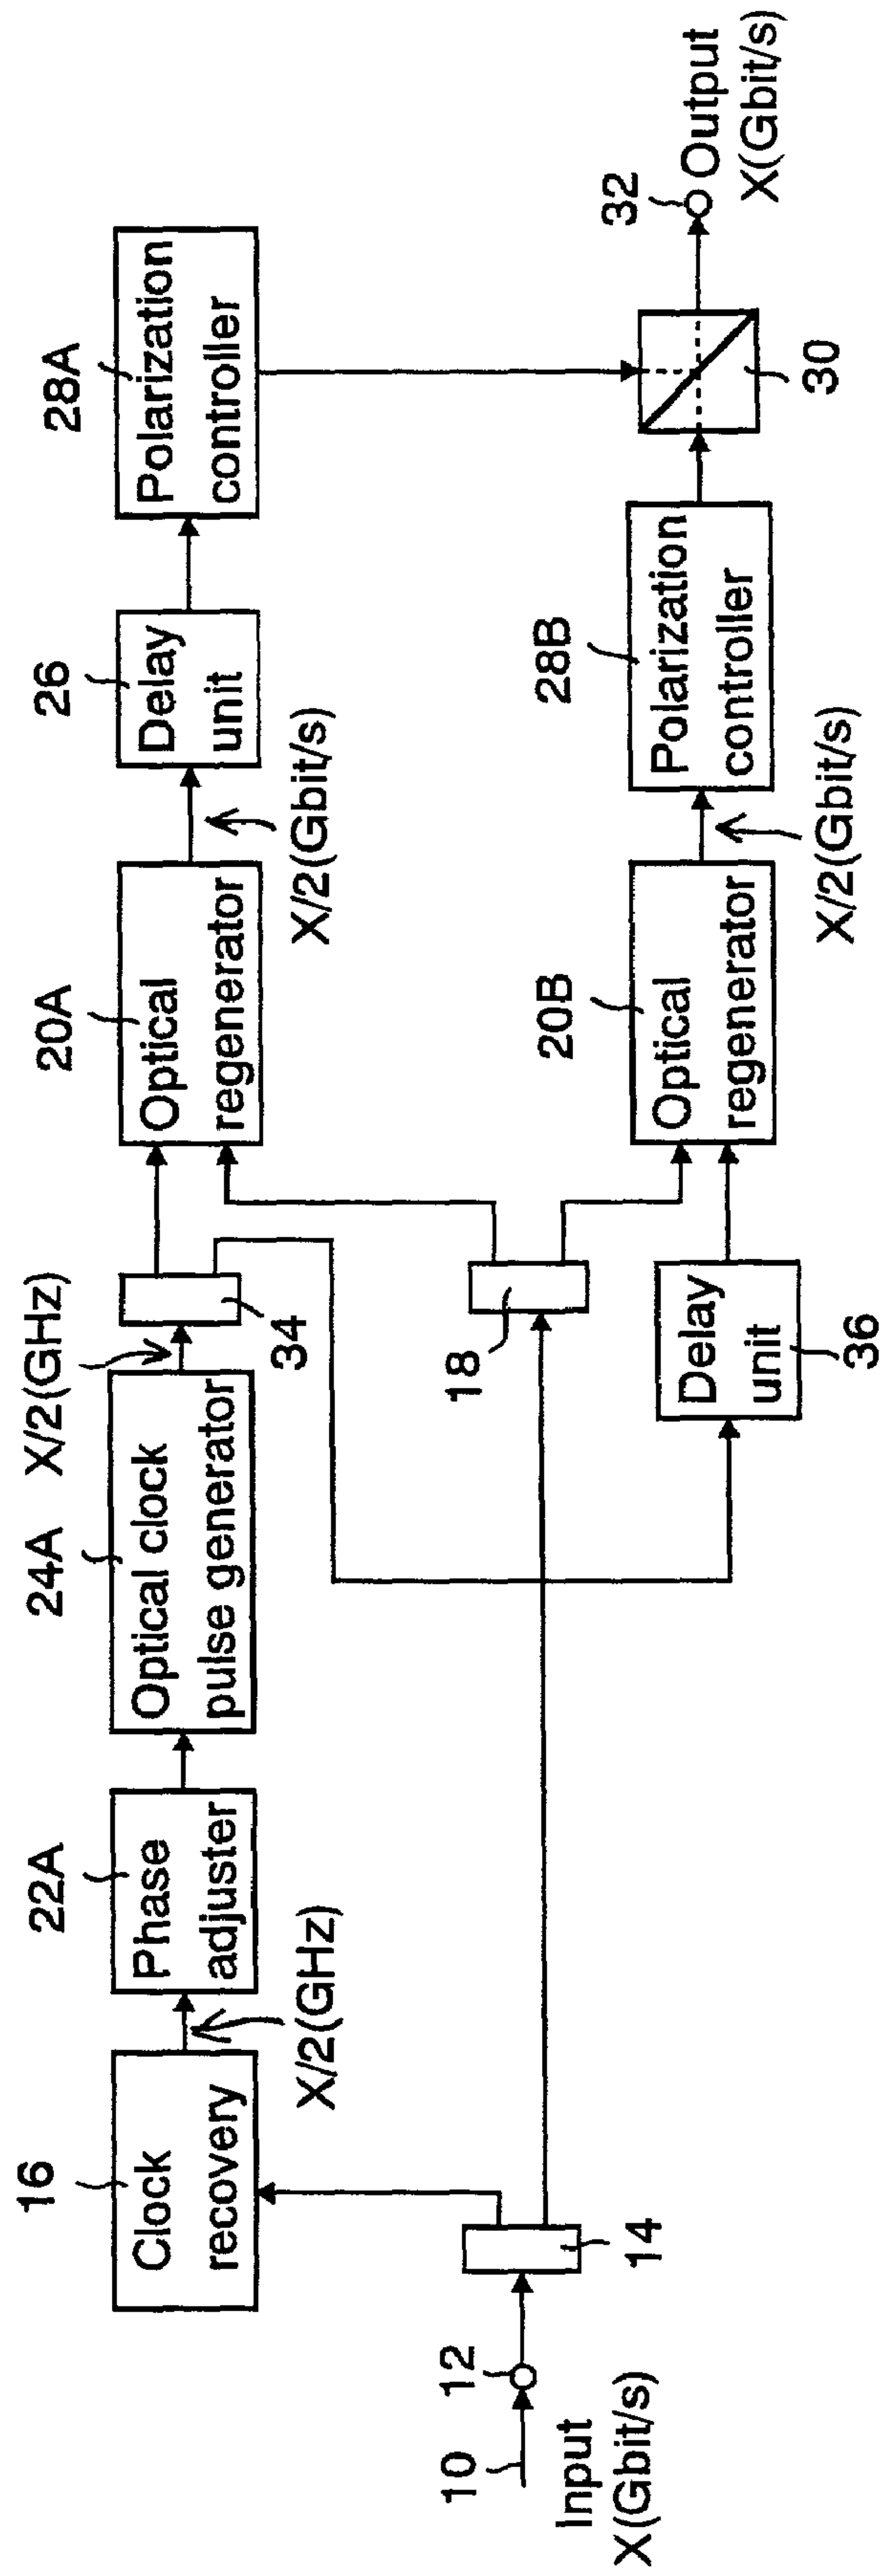 16
Clock
recovery
X/2(GHz)
22A
Phase
adjuster
24A
Optical clock
pulse generator
X/2(GHz)
34
20A
Optical
regenerator
X/2(Gbit/s)
26
Delay
unit
28A
Polarization
controller
10
Input
X(Gbit/s)
12
14
18
36
Delay
unit
20B
Optical
regenerator
X/2(Gbit/s)
28B
Polarization
controller
30
32
Output
X(Gbit/s)